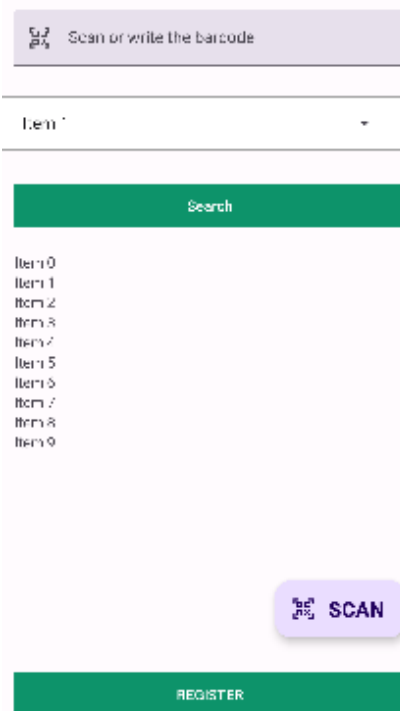 Scan or write the barcode
Item 1
Search
Item 0
Item 1
Item 2
Item 3
Item 4
Item 5
Item 6
Item 7
Item 8
Item 9
SCAN
REGISTER